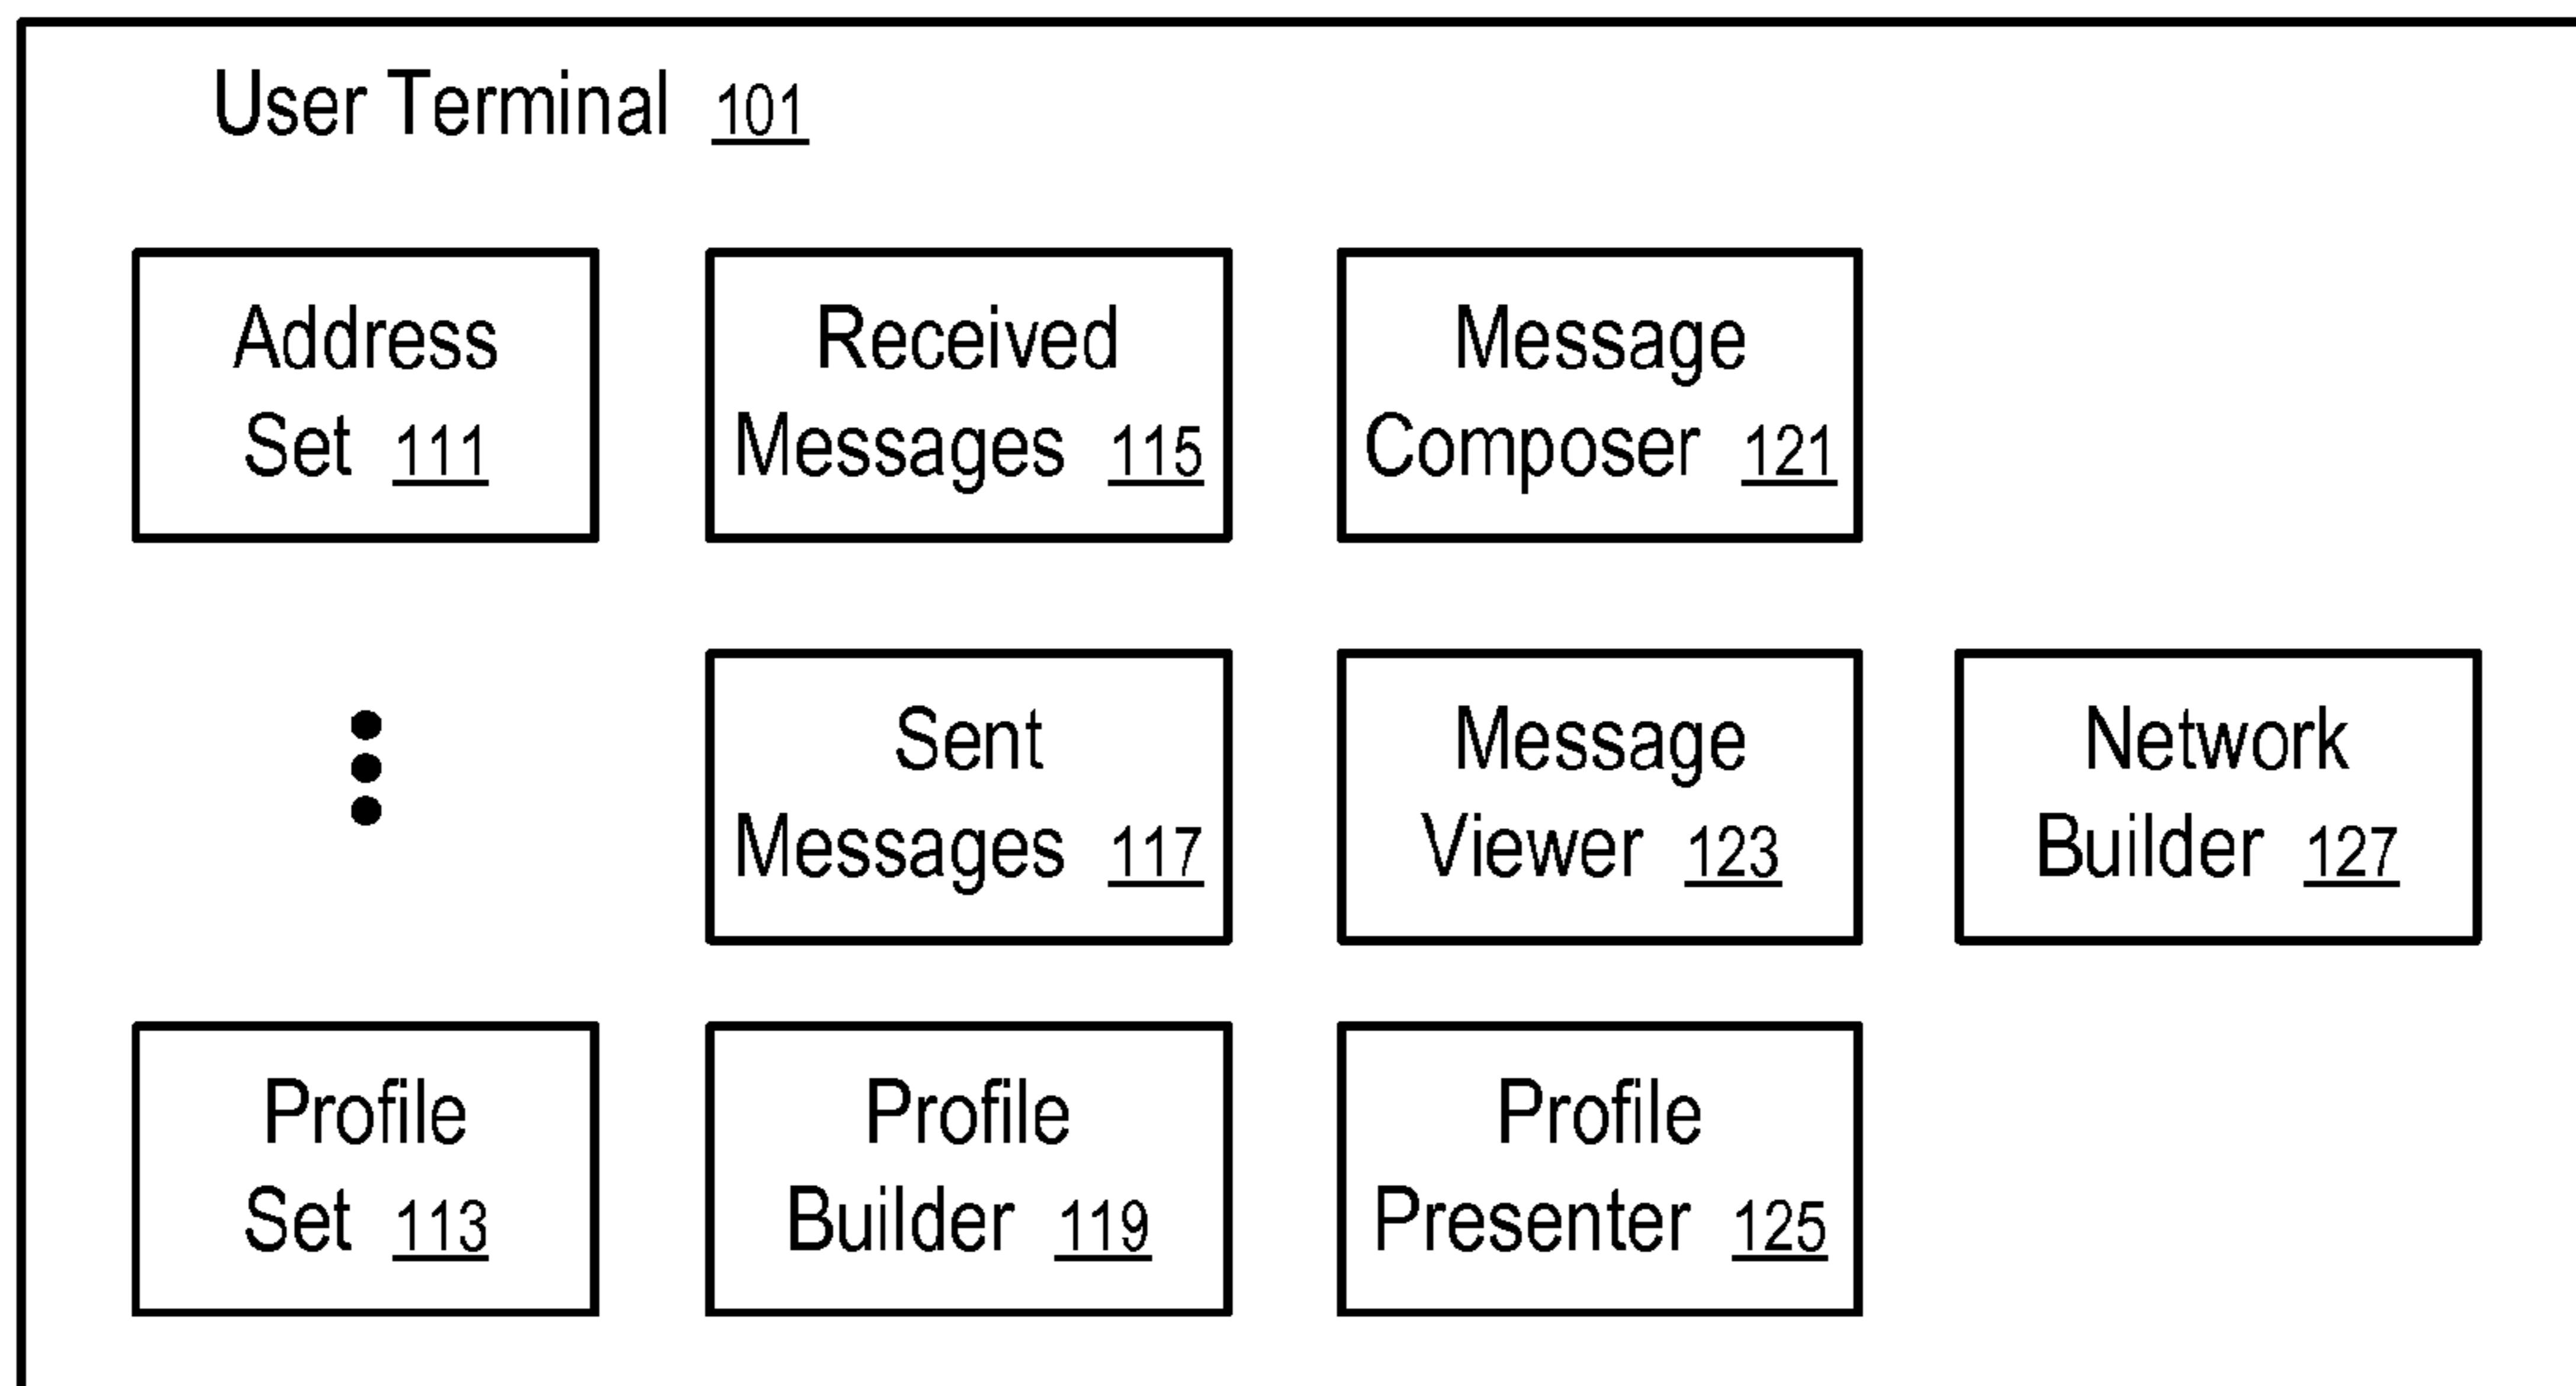 User Terminal 101
Address
Set 111
Received
Messages 115
Message
Composer 121
Sent
Messages 117
Message
Viewer 123
Network
Builder 127
Profile
Set 113
Profile
Builder 119
Profile
Presenter 125